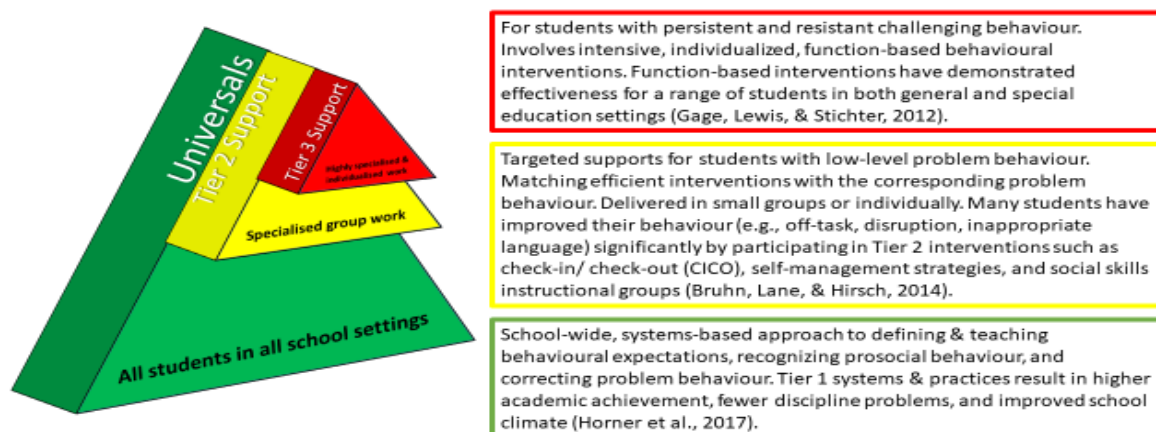 Universals
Tier 2 Support
Tier 3 Support
Highly specialised &
individualised work
Specialised group work
All students in all school settings
For students with persistent and resistant challenging behaviour.
Involves intensive, individualized, function-based behavioural
interventions. Function-based interventions have demonstrated
effectiveness for a range of students in both general and special
education settings (Gage, Lewis, & Stichter, 2012).
Targeted supports for students with low-level problem behaviour.
Matching efficient interventions with the corresponding problem
behaviour. Delivered in small groups or individually. Many students have
improved their behaviour (e.g., off-task, disruption, inappropriate
language) significantly by participating in Tier 2 interventions such as
check-in/ check-out (CICO), self-management strategies, and social skills
instructional groups (Bruhn, Lane, & Hirsch, 2014).
School-wide, systems-based approach to defining & teaching
behavioural expectations, recognizing prosocial behaviour, and
correcting problem behaviour. Tier 1 systems & practices result in higher
academic achievement, fewer discipline problems, and improved school
climate (Horner et al., 2017).